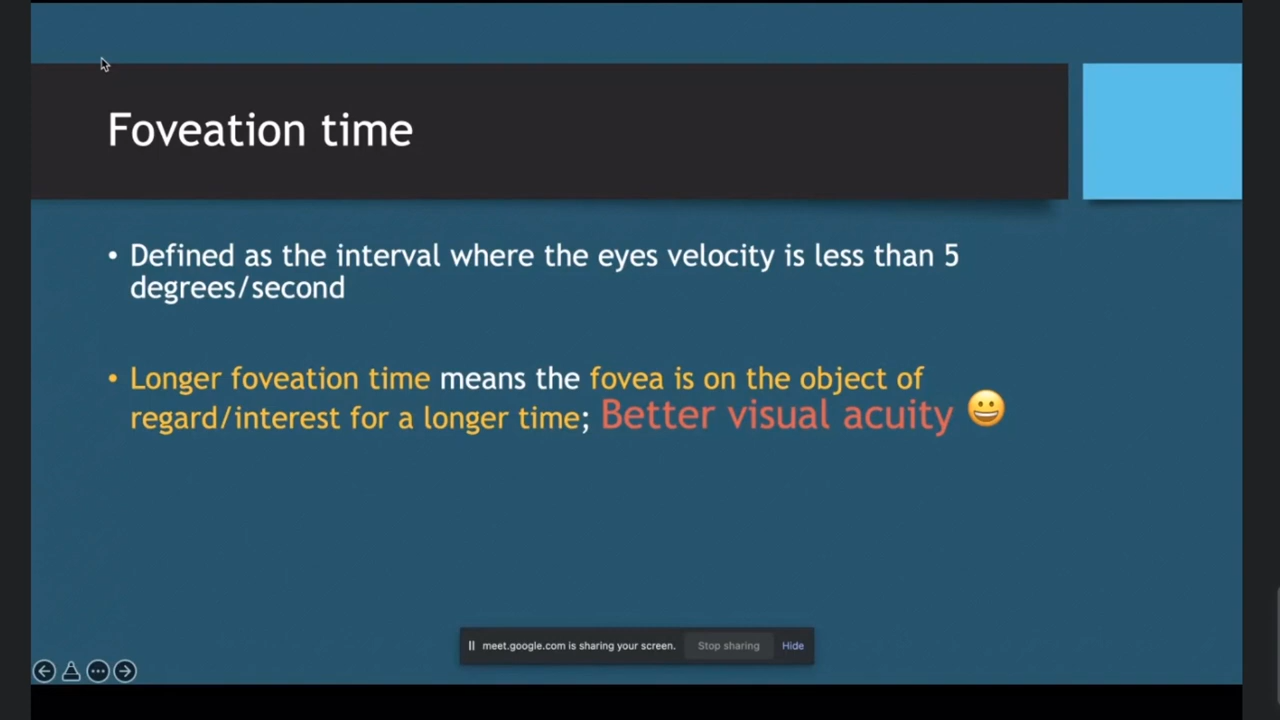 Foveation time
• Defined as the interval where the eyes velocity is less than 5
degrees/second
• Longer foveation time means the fovea is on the object of
regard/interest for a longer time; Better visual acuity 😀
meet.google.com is sharing your screen. Stop sharing Hide